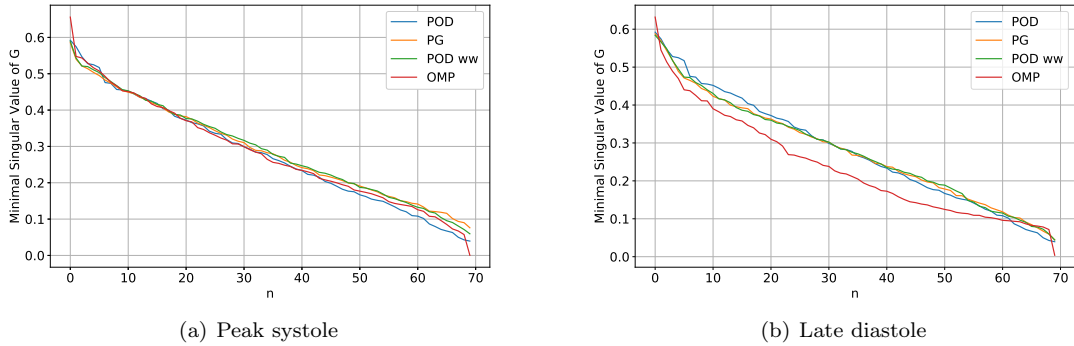 Minimal Singular Value of G
0.6
0.5
0.4
0.3
0.2
0.1
0.0
0 10 20 30 40 50 60 70
n
POD
PG
POD ww
OMP
(a) Peak systole
Minimal Singular Value of G
0.6
0.5
0.4
0.3
0.2
0.1
0.0
0 10 20 30 40 50 60 70
n
POD
PG
POD ww
OMP
(b) Late diastole